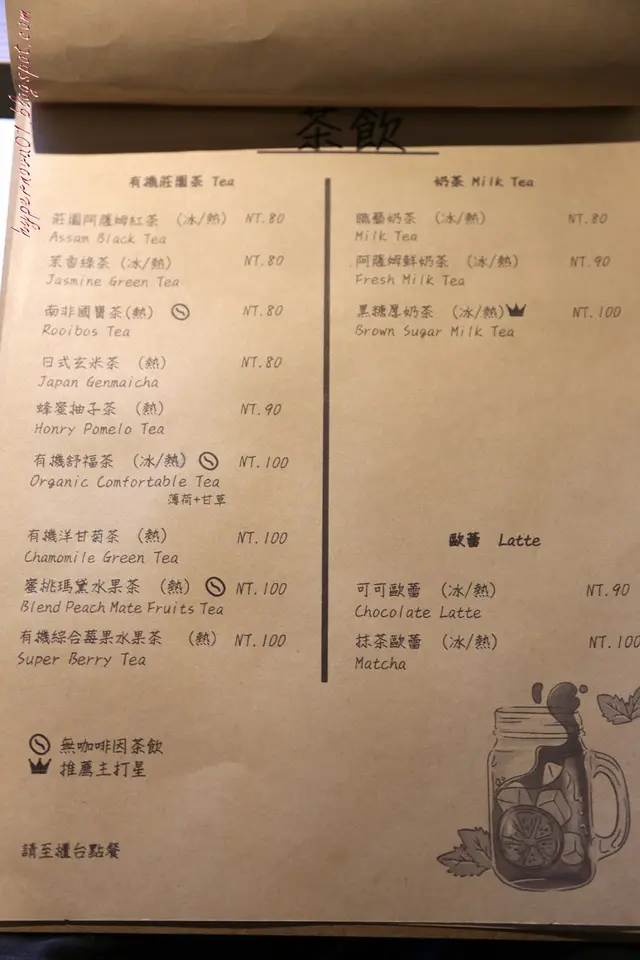 hypernova01.blogspot.com
茶飲
有機莊園茶 Tea
莊園阿薩姆紅茶 (冰/熱) NT.80
Assam Black Tea
茉香綠茶 (冰/熱) NT.80
Jasmine Green Tea
南非國寶茶(熱) NT.80
Rooibos Tea
日式玄米茶 (熱) NT.80
Japan Genmaicha
蜂蜜柚子茶 (熱) NT.90
Honry Pomelo Tea
有機舒福茶 (冰/熱) NT.100
Organic Comfortable Tea
薄荷+甘草
有機洋甘菊茶 (熱) NT.100
Chamomile Green Tea
蜜桃瑪黛水果茶 (熱) NT.100
Blend Peach Mate Fruits Tea
有機綜合莓果水果茶 (熱) NT.100
Super Berry Tea
無咖啡因茶飲
推薦主打星
請至櫃台點餐
奶茶 Milk Tea
職藝奶茶 (冰/熱) NT.80
Milk Tea
阿薩姆鮮奶茶 (冰/熱) NT.90
Fresh Milk Tea
黑糖厚奶茶 (冰/熱) NT.100
Brown Sugar Milk Tea
歐蕾 Latte
可可歐蕾 (冰/熱) NT.90
Chocolate Latte
抹茶歐蕾 (冰/熱) NT.100
Matcha